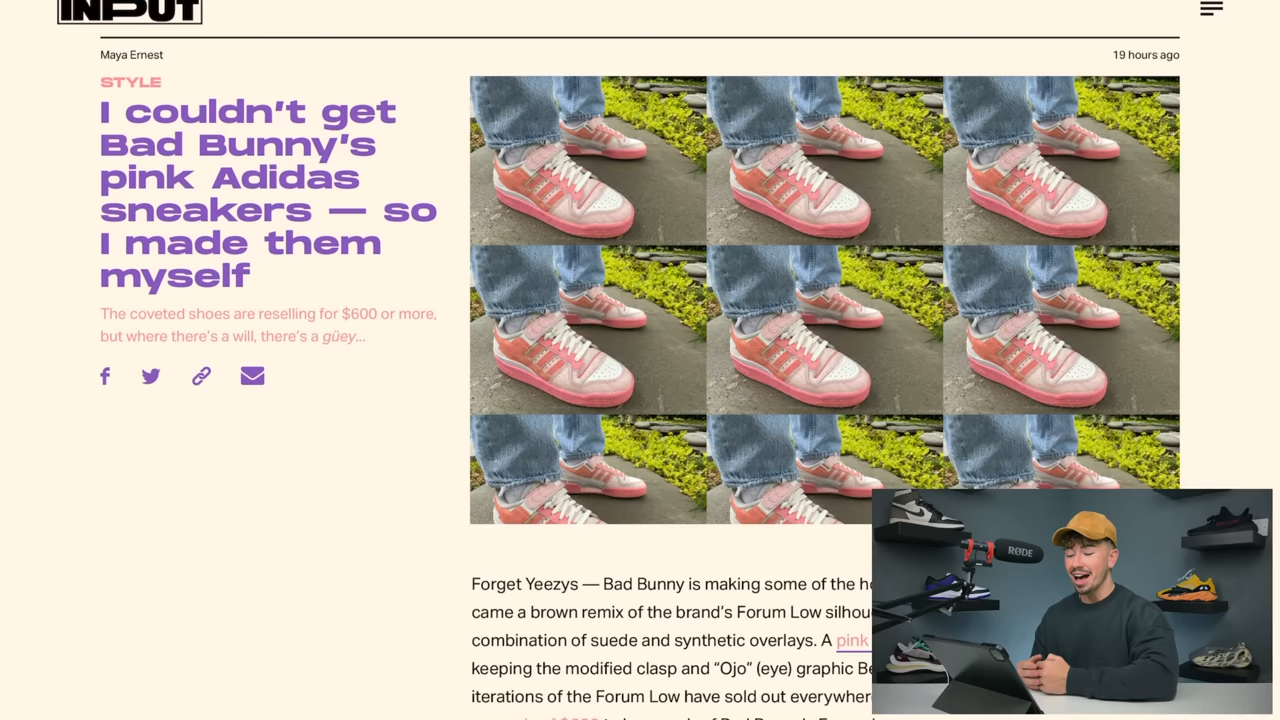 INPUT
Maya Ernest
19 hours ago
STYLE
I couldn't get
Bad Bunny's
pink Adidas
sneakers — so
I made them
myself
The coveted shoes are reselling for $600 or more,
but where there's a will, there's a güey...
Forget Yeezys — Bad Bunny is making some of the
came a brown remix of the brand's Forum Low
combination of suede and synthetic overlays. A pink
keeping the modified clasp and "Ojo" (eye) graphic
iterations of the Forum Low have sold out
RØDE